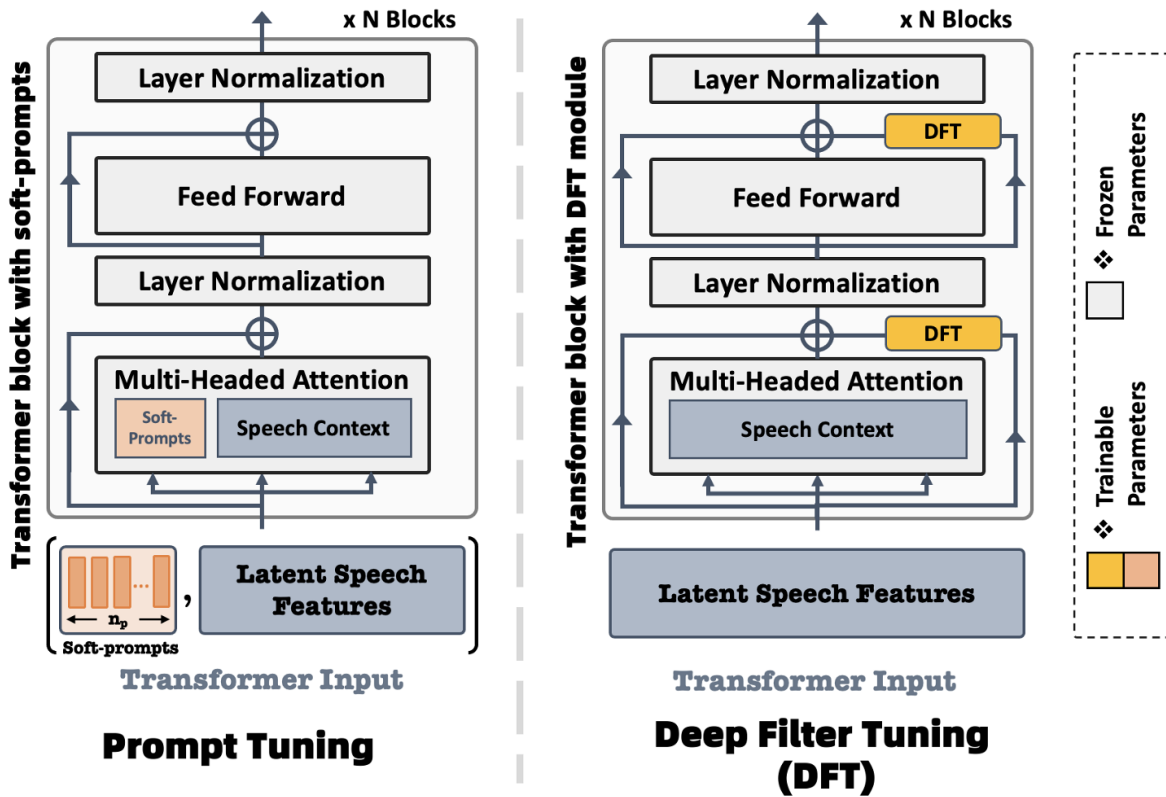 Transformer block with soft-prompts
x N Blocks
Layer Normalization
Feed Forward
Layer Normalization
Multi-Headed Attention
Soft-
Prompts
Speech Context
...
,
Latent Speech
Features
n_p
Soft-prompts
Transformer Input
Prompt Tuning
Transformer block with DFT module
x N Blocks
Layer Normalization
DFT
Feed Forward
Layer Normalization
DFT
Multi-Headed Attention
Speech Context
Latent Speech Features
Transformer Input
Deep Filter Tuning
(DFT)
❖ Frozen
Parameters
❖ Trainable
Parameters